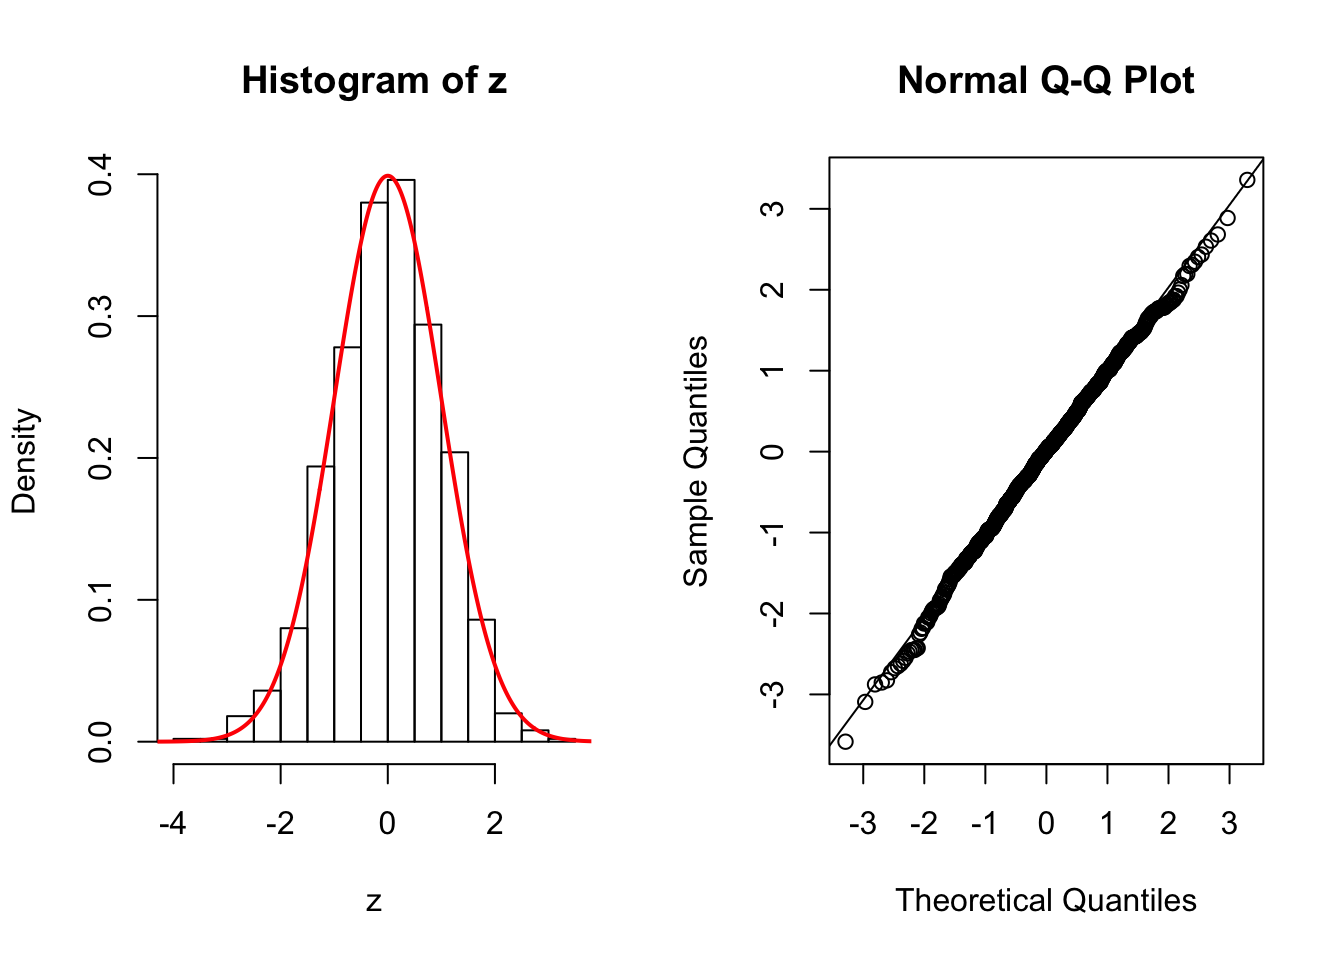 Histogram of z
Density
0.4
0.3
0.2
0.1
0.0
-4 -2 0 2
z
Normal Q-Q Plot
Sample Quantiles
3
2
1
0
-1
-2
-3
-3 -2 -1 0 1 2 3
Theoretical Quantiles